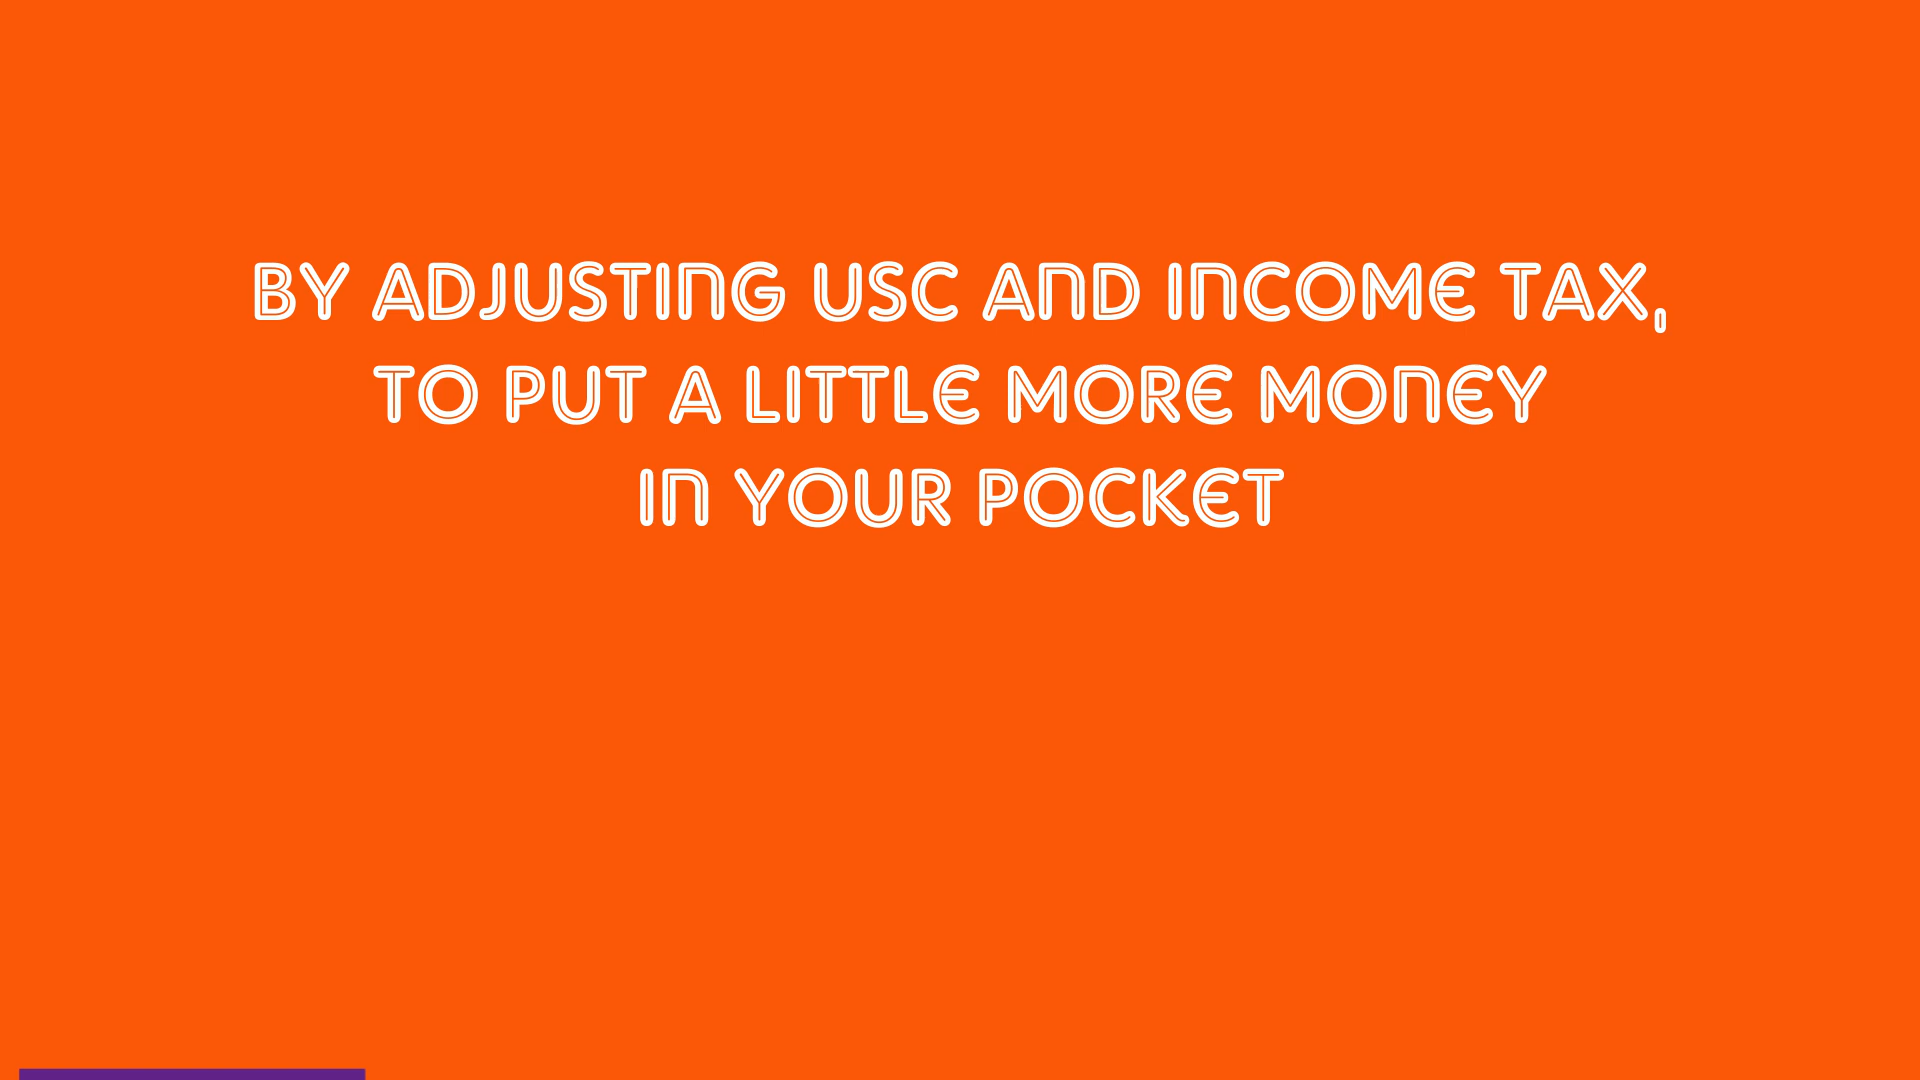 BY ADJUSTING USC AND INCOME TAX,
TO PUT A LITTLE MORE MONEY
IN YOUR POCKET